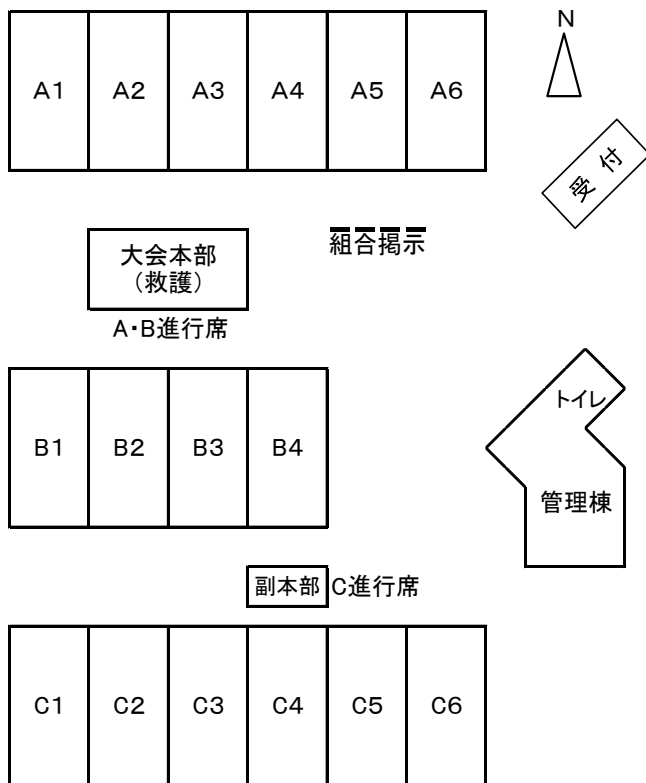 N
A1 A2 A3 A4 A5 A6
受付
大会本部
（救護）
組合掲示
A・B進行席
トイレ
B1 B2 B3 B4
管理棟
副本部 C進行席
C1 C2 C3 C4 C5 C6